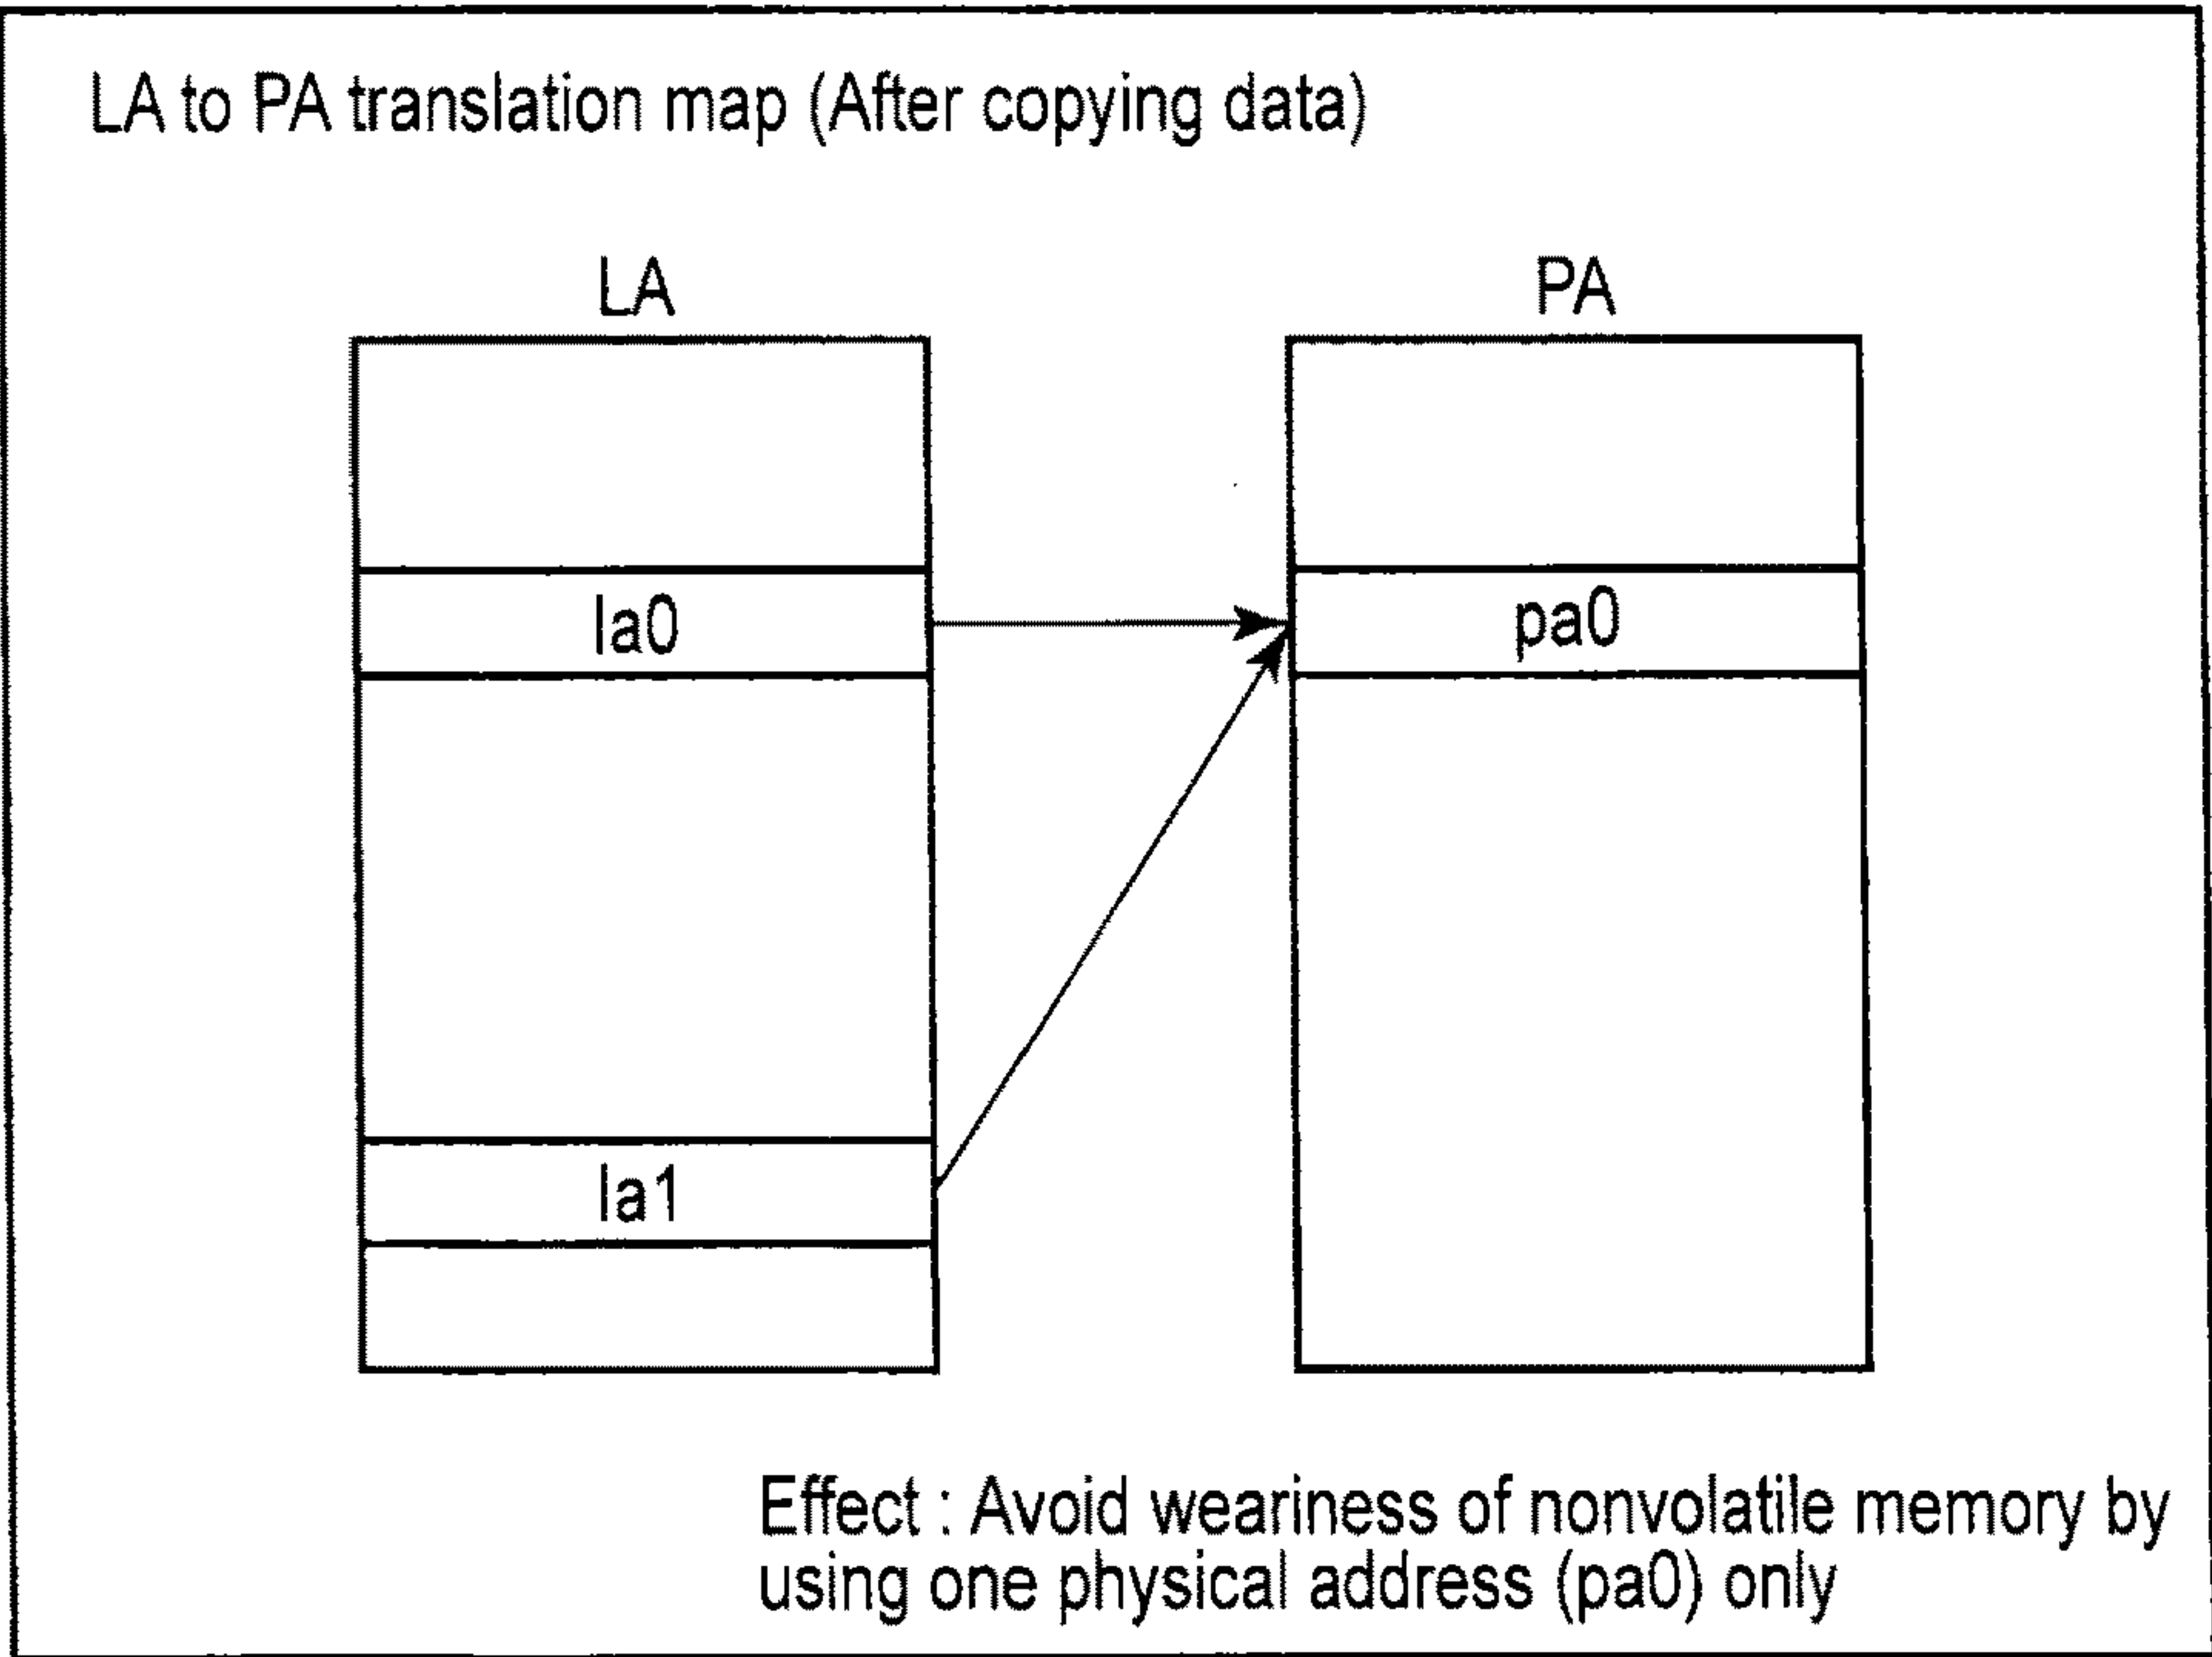 LA to PA translation map (After copying data)
LA
PA
la0
pa0
la1
Effect : Avoid weariness of nonvolatile memory by
using one physical address (pa0) only